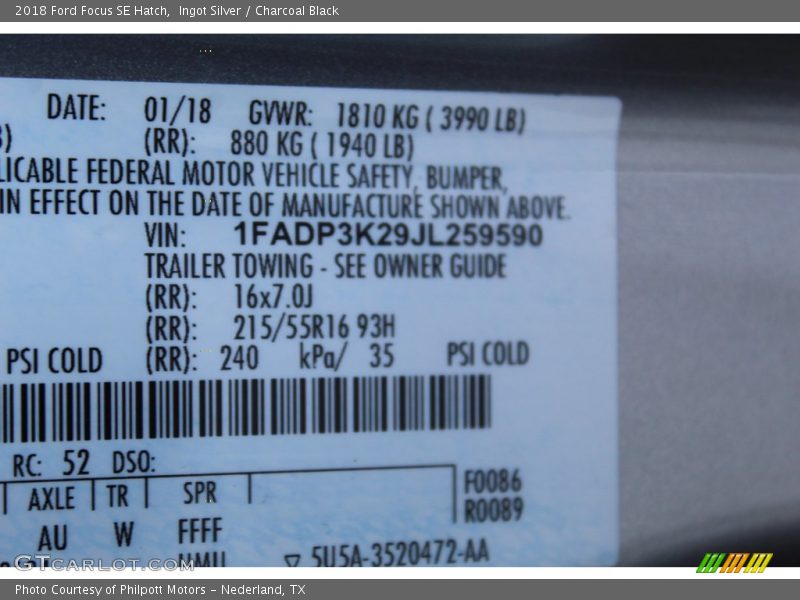 2018 Ford Focus SE Hatch,  Ingot Silver / Charcoal Black
DATE: 01/18 GVWR: 1810 KG ( 3990 LB)
(RR): 880 KG ( 1940 LB)
LICABLE FEDERAL MOTOR VEHICLE SAFETY, BUMPER,
IN EFFECT ON THE DATE OF MANUFACTURE SHOWN ABOVE.
VIN: 1FADP3K29JL259590
TRAILER TOWING - SEE OWNER GUIDE
(RR): 16x7.0J
(RR): 215/55R16 93H
PSI COLD (RR): 240 kPa/ 35 PSI COLD
RC: 52 DSO:
AXLE TR SPR F0086
R0089
AU W FFFF
5U5A-3520472-AA
GTCARLOT.COM
Photo Courtesy of Philpott Motors - Nederland, TX